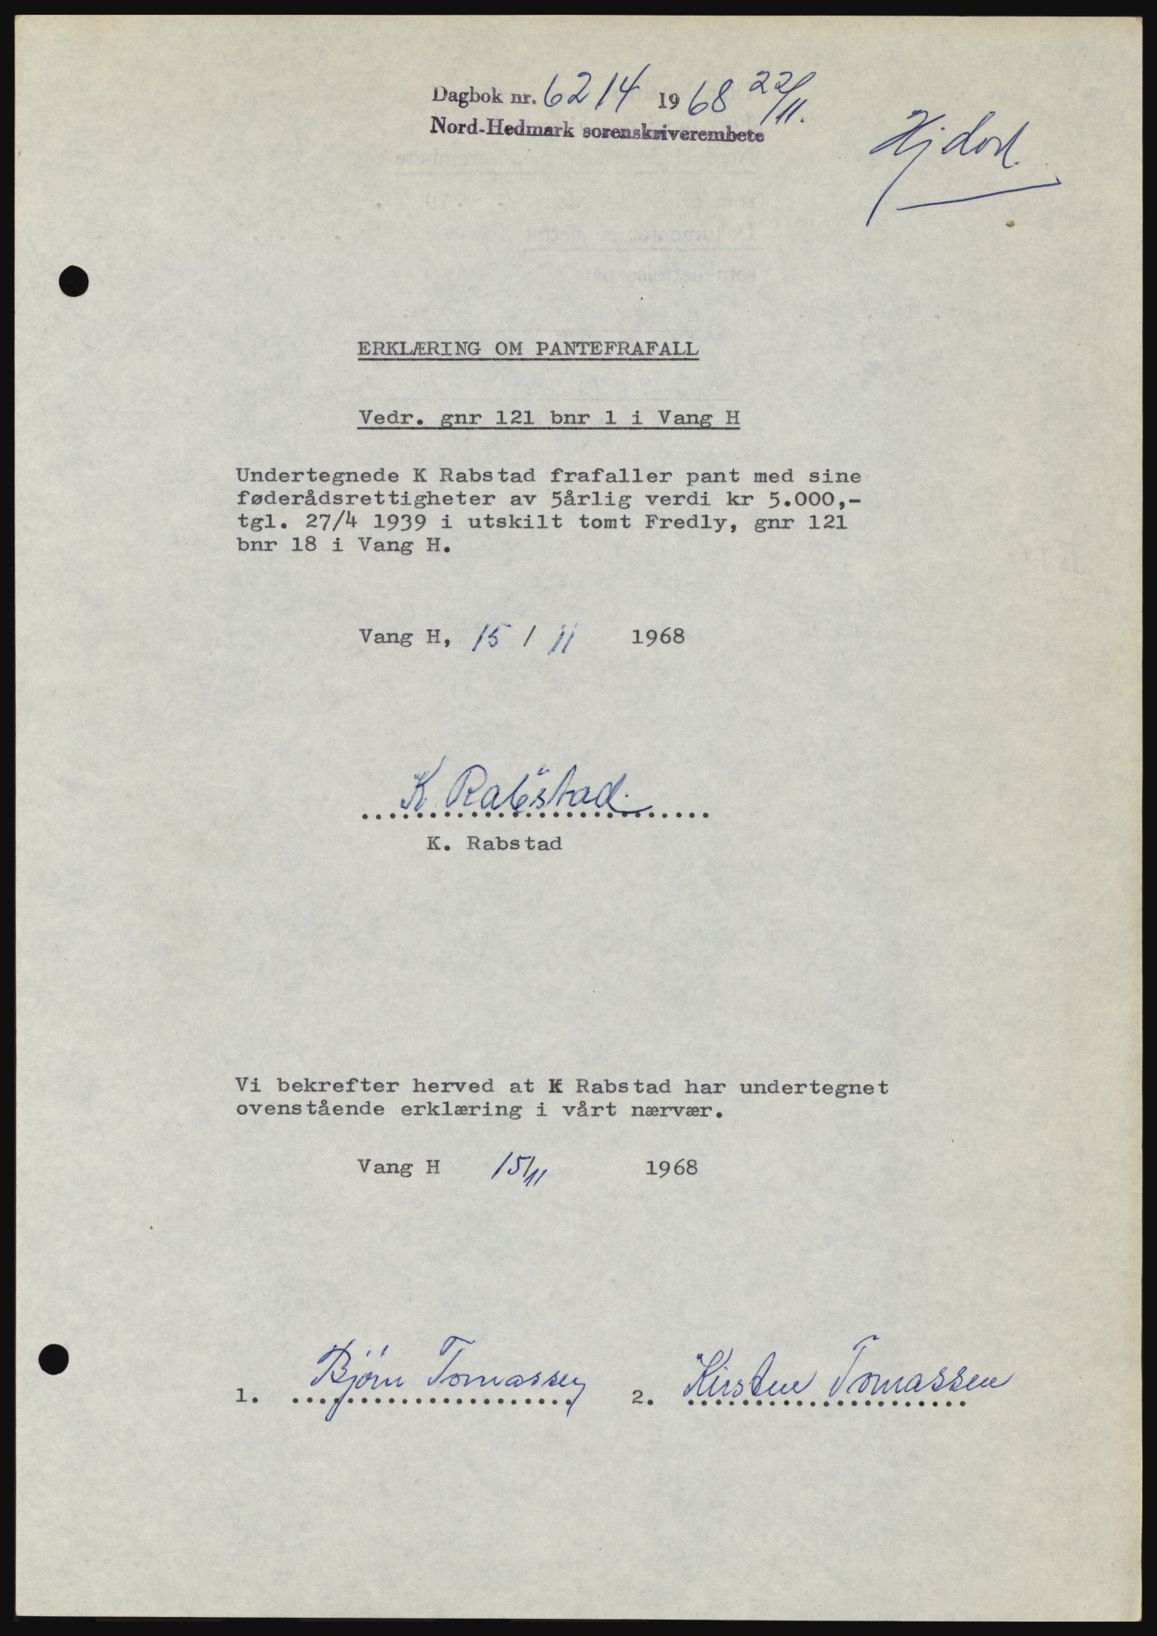 Dagbok nr. 6214 1968 22/11.
Nord-Hedmark sorenskriverembete
ERKLÆRING OM PANTEFRAFALL
Vedr. gnr 121 bnr 1 i Vang H
Undertegnede K Rabstad frafaller pant med sine
føderådsrettigheter av 5årlig verdi kr 5.000,-
tgl. 27/4 1939 i utskilt tomt Fredly, gnr 121
bnr 18 i Vang H.
Vang H, 15 / 11 1968
K Rabstad
K. Rabstad
Vi bekrefter herved at K Rabstad har undertegnet
ovenstående erklæring i vårt nærvær.
Vang H 15/11 1968
1. Bjørn Tomassen 2. Kirsten Tomassen